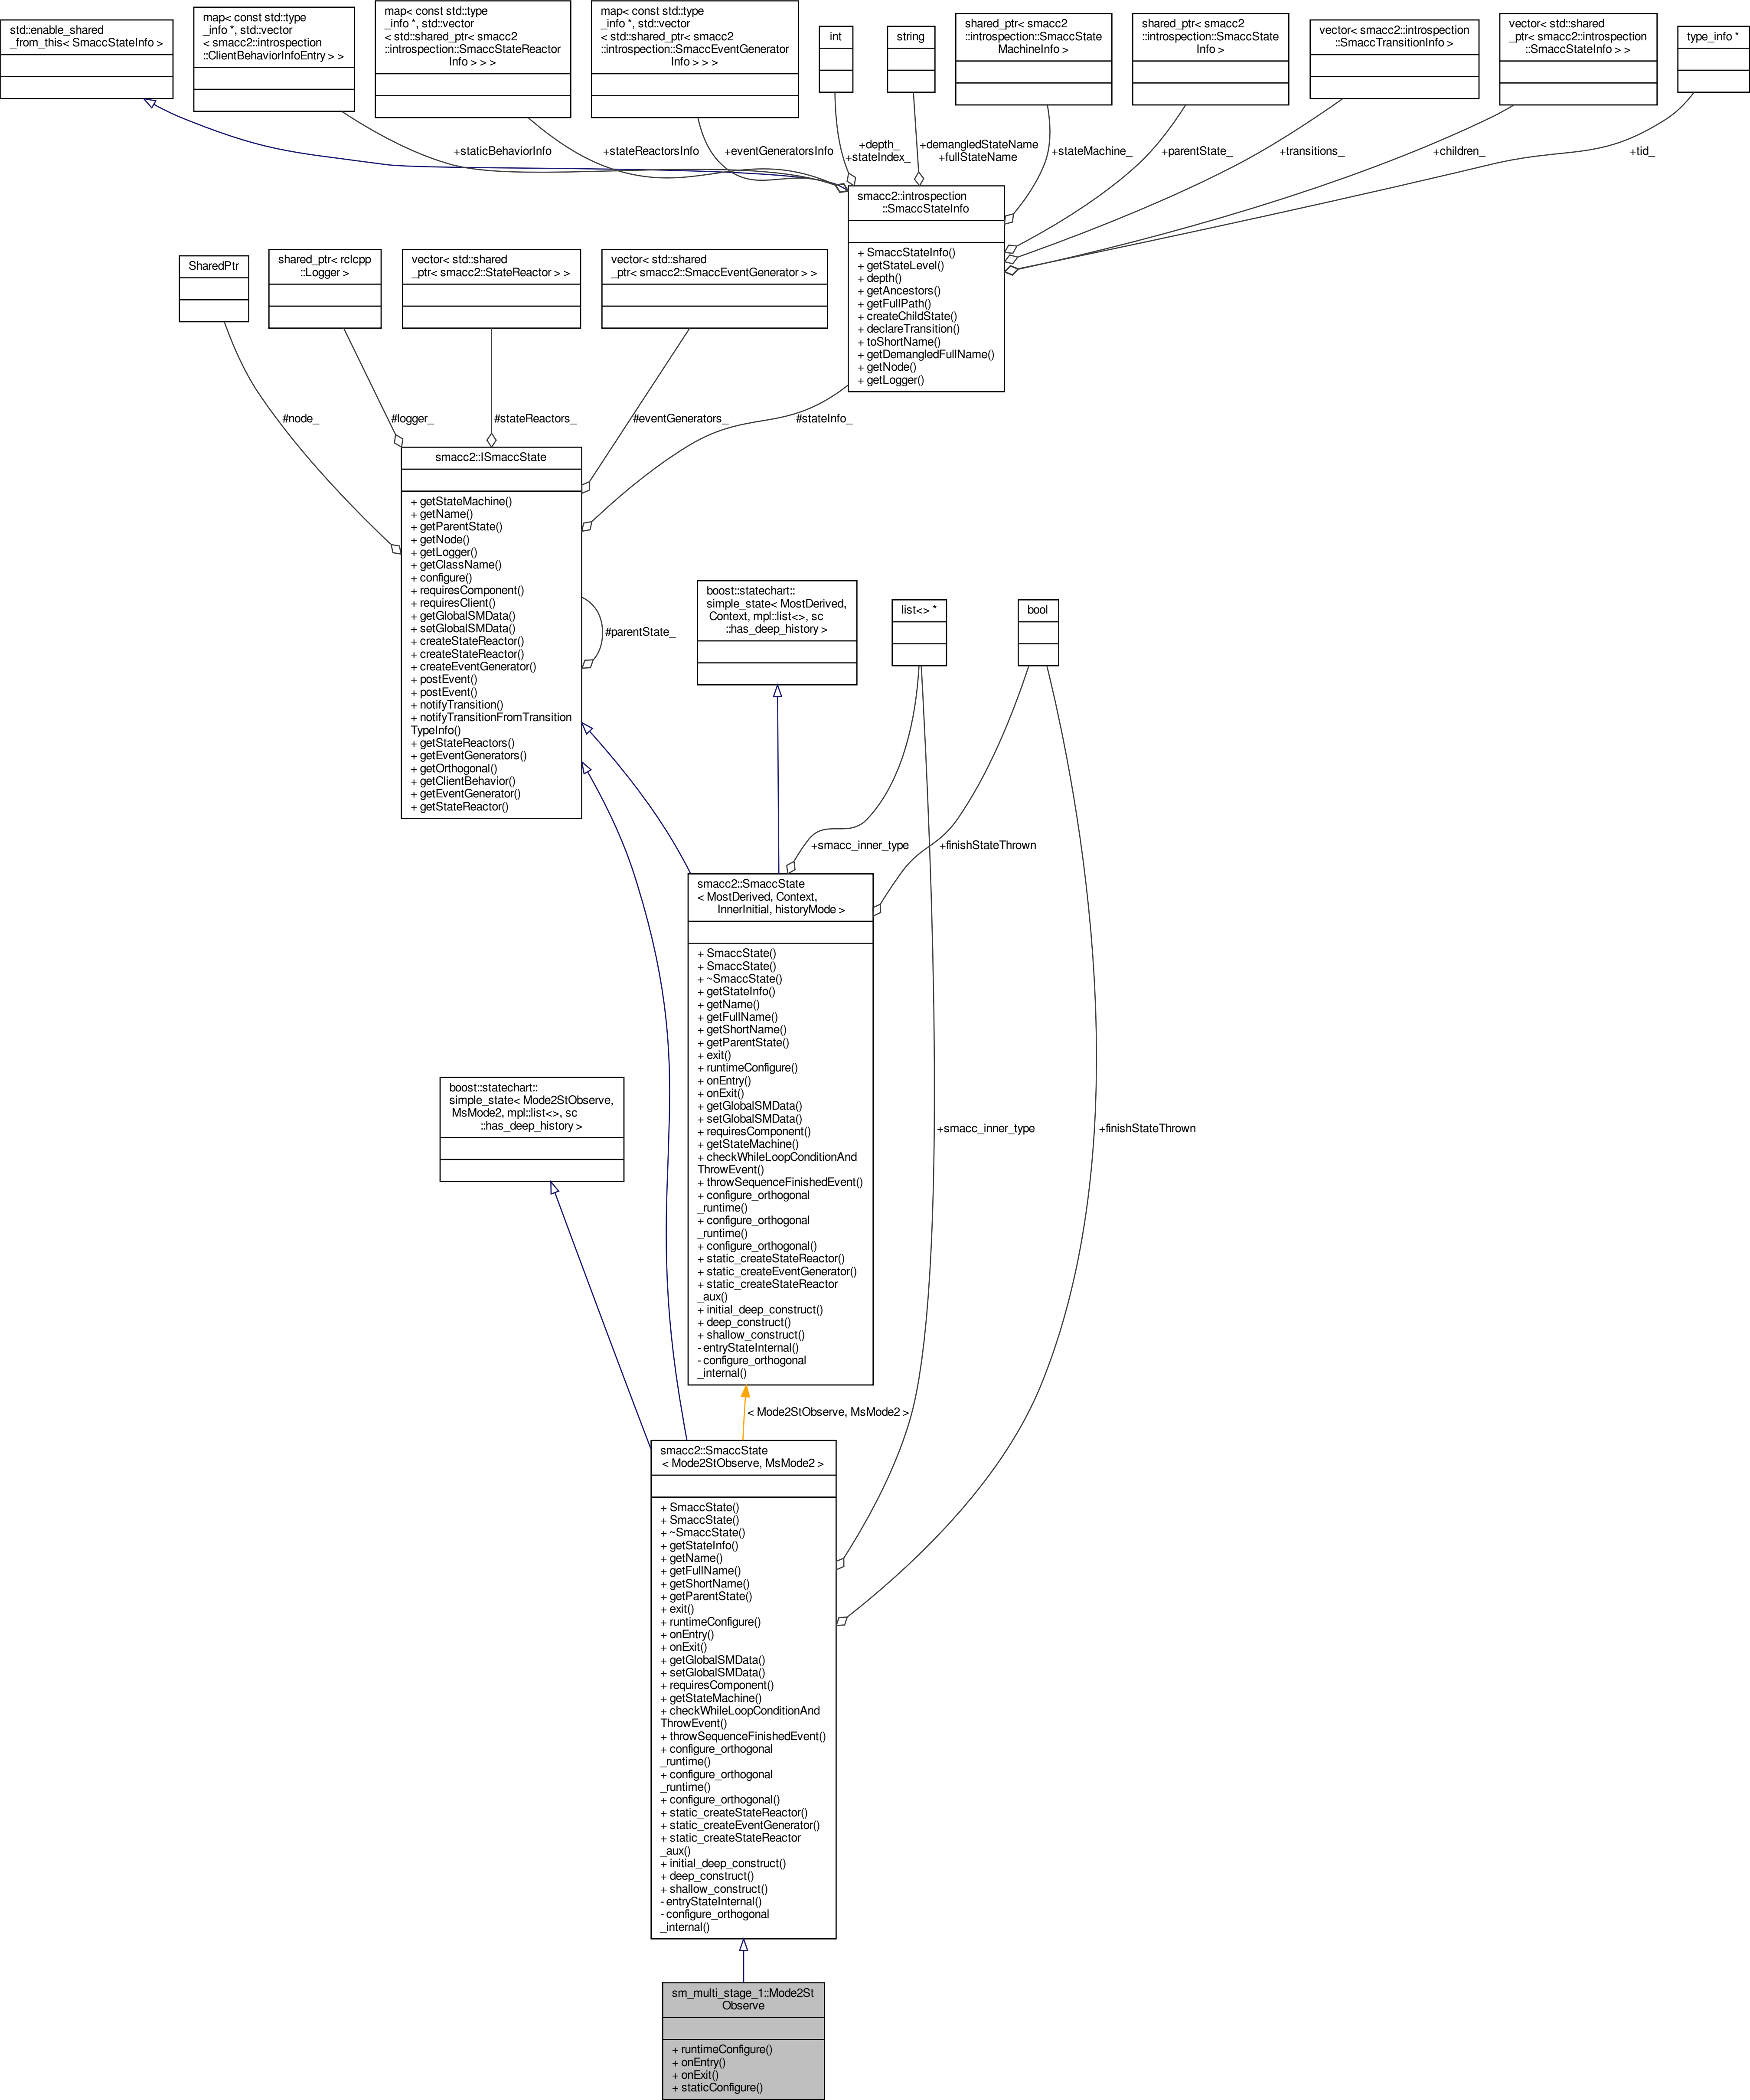 std::enable_shared
_from_this< SmaccStateInfo >
map< const std::type
_info *, std::vector
< smacc2::introspection
::ClientBehaviorInfoEntry > >
map< const std::type
_info *, std::vector
< std::shared_ptr< smacc2
::introspection::SmaccStateReactor
Info > > >
map< const std::type
_info *, std::vector
< std::shared_ptr< smacc2
::introspection::SmaccEventGenerator
Info > > >
int
string
shared_ptr< smacc2
::introspection::SmaccState
MachineInfo >
shared_ptr< smacc2
::introspection::SmaccState
Info >
vector< smacc2::introspection
::SmaccTransitionInfo >
vector< std::shared
_ptr< smacc2::introspection
::SmaccStateInfo > >
type_info *
+staticBehaviorInfo
+stateReactorsInfo
+eventGeneratorsInfo
+depth_
+stateIndex_
+demangledStateName
+fullStateName
+stateMachine_
+parentState_
+transitions_
+children_
+tid_
smacc2::introspection
::SmaccStateInfo
+ SmaccStateInfo()
+ getStateLevel()
+ depth()
+ getAncestors()
+ getFullPath()
+ createChildState()
+ declareTransition()
+ toShortName()
+ getDemangledFullName()
+ getNode()
+ getLogger()
SharedPtr
shared_ptr< rclcpp
::Logger >
vector< std::shared
_ptr< smacc2::StateReactor > >
vector< std::shared
_ptr< smacc2::SmaccEventGenerator > >
#node_
#logger_
#stateReactors_
#eventGenerators_
#stateInfo_
smacc2::ISmaccState
+ getStateMachine()
+ getName()
+ getParentState()
+ getNode()
+ getLogger()
+ getClassName()
+ configure()
+ requiresComponent()
+ requiresClient()
+ getGlobalSMData()
+ setGlobalSMData()
+ createStateReactor()
+ createStateReactor()
+ createEventGenerator()
+ postEvent()
+ postEvent()
+ notifyTransition()
+ notifyTransitionFromTransition
TypeInfo()
+ getStateReactors()
+ getEventGenerators()
+ getOrthogonal()
+ getClientBehavior()
+ getEventGenerator()
+ getStateReactor()
#parentState_
boost::statechart::
simple_state< MostDerived,
Context, mpl::list<>, sc
::has_deep_history >
list<> *
bool
+smacc_inner_type
+finishStateThrown
smacc2::SmaccState
< MostDerived, Context,
InnerInitial, historyMode >
+ SmaccState()
+ SmaccState()
+ ~SmaccState()
+ getStateInfo()
+ getName()
+ getFullName()
+ getShortName()
+ getParentState()
+ exit()
+ runtimeConfigure()
+ onEntry()
+ onExit()
+ getGlobalSMData()
+ setGlobalSMData()
+ requiresComponent()
+ getStateMachine()
+ checkWhileLoopConditionAnd
ThrowEvent()
+ throwSequenceFinishedEvent()
+ configure_orthogonal
_runtime()
+ configure_orthogonal
_runtime()
+ configure_orthogonal()
+ static_createStateReactor()
+ static_createEventGenerator()
+ static_createStateReactor
_aux()
+ initial_deep_construct()
+ deep_construct()
+ shallow_construct()
- entryStateInternal()
- configure_orthogonal
_internal()
boost::statechart::
simple_state< Mode2StObserve,
MsMode2, mpl::list<>, sc
::has_deep_history >
+smacc_inner_type
+finishStateThrown
< Mode2StObserve, MsMode2 >
smacc2::SmaccState
< Mode2StObserve, MsMode2 >
+ SmaccState()
+ SmaccState()
+ ~SmaccState()
+ getStateInfo()
+ getName()
+ getFullName()
+ getShortName()
+ getParentState()
+ exit()
+ runtimeConfigure()
+ onEntry()
+ onExit()
+ getGlobalSMData()
+ setGlobalSMData()
+ requiresComponent()
+ getStateMachine()
+ checkWhileLoopConditionAnd
ThrowEvent()
+ throwSequenceFinishedEvent()
+ configure_orthogonal
_runtime()
+ configure_orthogonal
_runtime()
+ configure_orthogonal()
+ static_createStateReactor()
+ static_createEventGenerator()
+ static_createStateReactor
_aux()
+ initial_deep_construct()
+ deep_construct()
+ shallow_construct()
- entryStateInternal()
- configure_orthogonal
_internal()
sm_multi_stage_1::Mode2St
Observe
+ runtimeConfigure()
+ onEntry()
+ onExit()
+ staticConfigure()